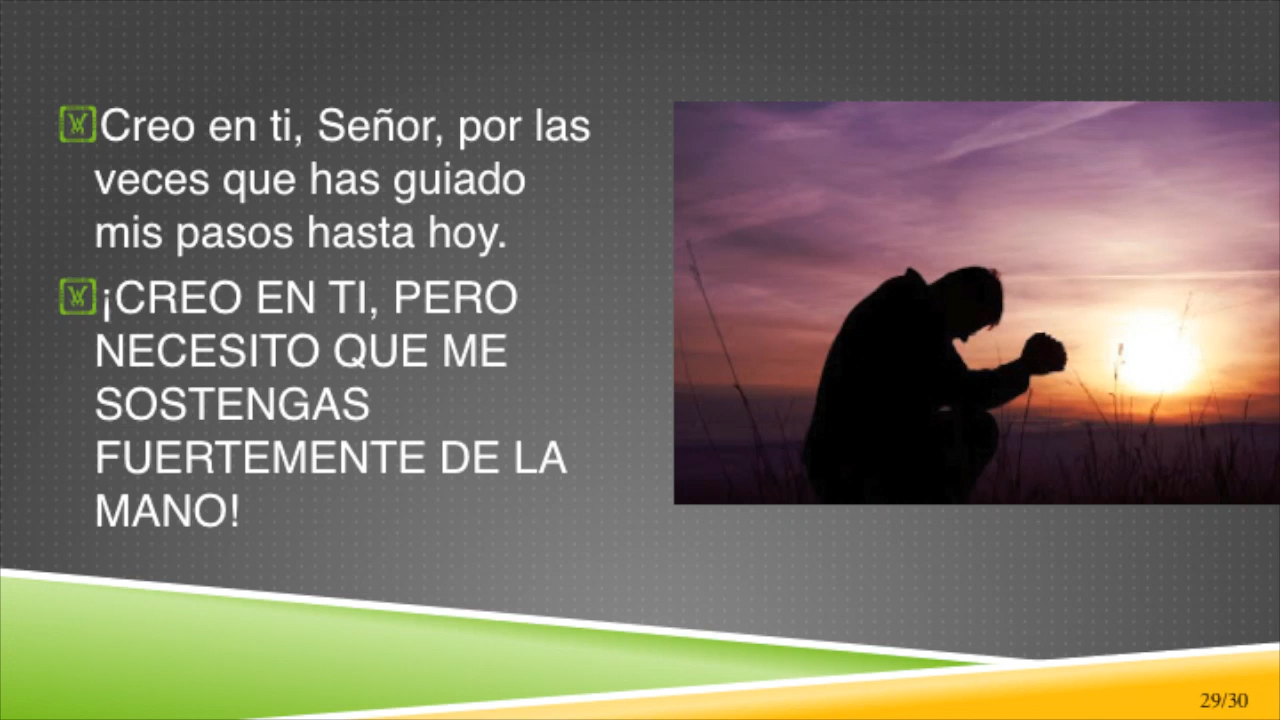 Creo en ti, Señor, por las
veces que has guiado
mis pasos hasta hoy.
¡CREO EN TI, PERO
NECESITO QUE ME
SOSTENGAS
FUERTEMENTE DE LA
MANO!
29/30